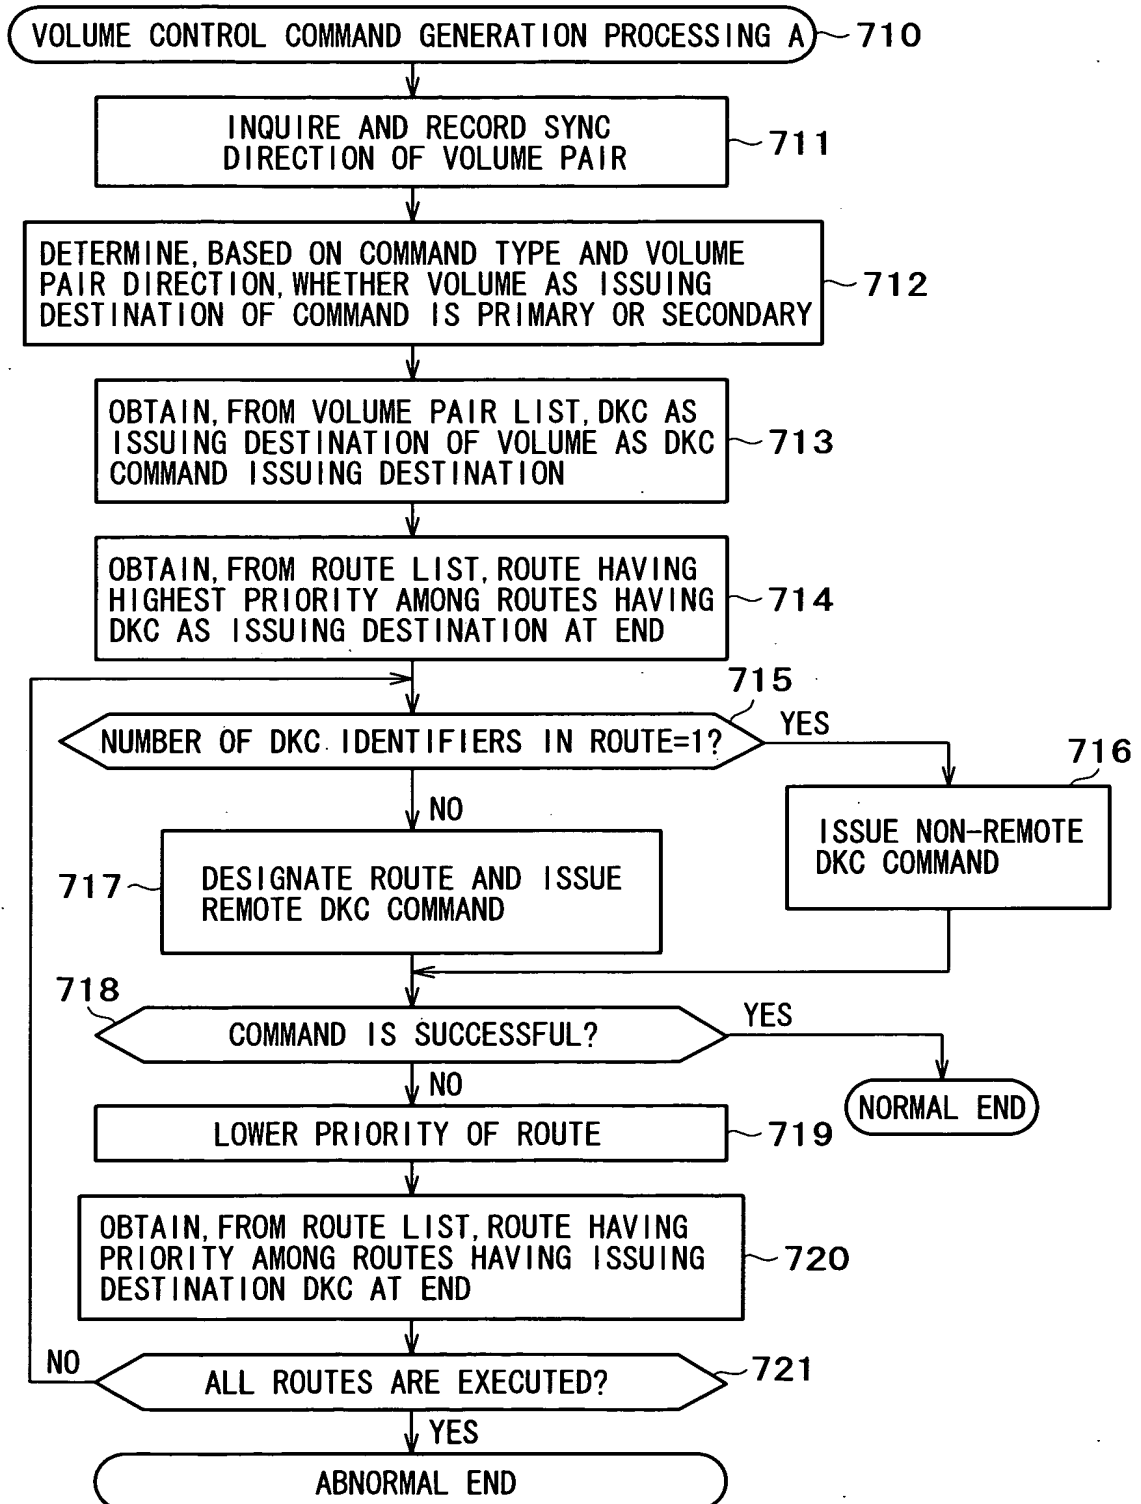 VOLUME CONTROL COMMAND GENERATION PROCESSING A
710
INQUIRE AND RECORD SYNC
DIRECTION OF VOLUME PAIR
711
DETERMINE, BASED ON COMMAND TYPE AND VOLUME
PAIR DIRECTION, WHETHER VOLUME AS ISSUING
DESTINATION OF COMMAND IS PRIMARY OR SECONDARY
712
OBTAIN, FROM VOLUME PAIR LIST, DKC AS
ISSUING DESTINATION OF VOLUME AS DKC
COMMAND ISSUING DESTINATION
713
OBTAIN, FROM ROUTE LIST, ROUTE HAVING
HIGHEST PRIORITY AMONG ROUTES HAVING
DKC AS ISSUING DESTINATION AT END
714
715
NUMBER OF DKC IDENTIFIERS IN ROUTE=1?
YES
716
ISSUE NON-REMOTE
DKC COMMAND
NO
717
DESIGNATE ROUTE AND ISSUE
REMOTE DKC COMMAND
718
COMMAND IS SUCCESSFUL?
YES
NORMAL END
NO
LOWER PRIORITY OF ROUTE
719
OBTAIN, FROM ROUTE LIST, ROUTE HAVING
PRIORITY AMONG ROUTES HAVING ISSUING
DESTINATION DKC AT END
720
NO
ALL ROUTES ARE EXECUTED?
721
YES
ABNORMAL END